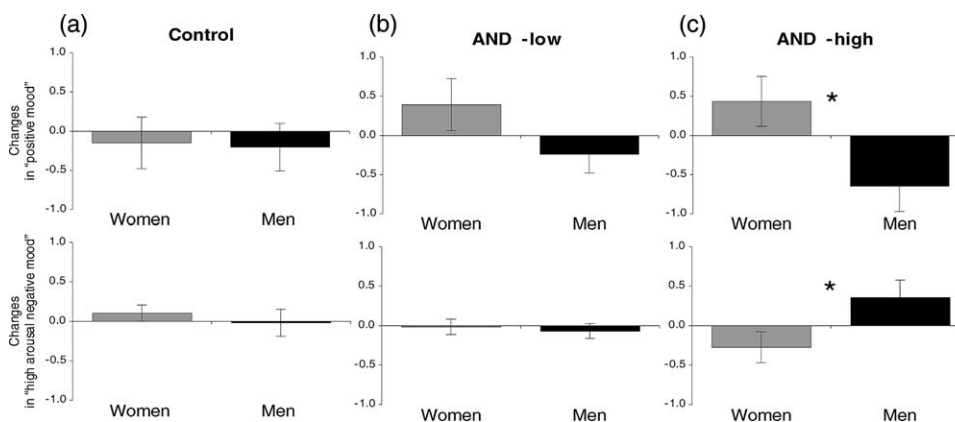 (a)
Control
(b)
AND -low
(c)
AND -high
Changes
in "positive mood"
1.0
0.5
0.0
-0.5
-1.0
Women
Men
1.0
0.5
0.0
-0.5
-1.0
Women
Men
1.0
0.5
0.0
-0.5
-1.0
*
Women
Men
Changes
in "high arousal negative mood"
1.0
0.5
0.0
-0.5
-1.0
Women
Men
1.0
0.5
0.0
-0.5
-1.0
Women
Men
1.0
0.5
0.0
-0.5
-1.0
*
Women
Men